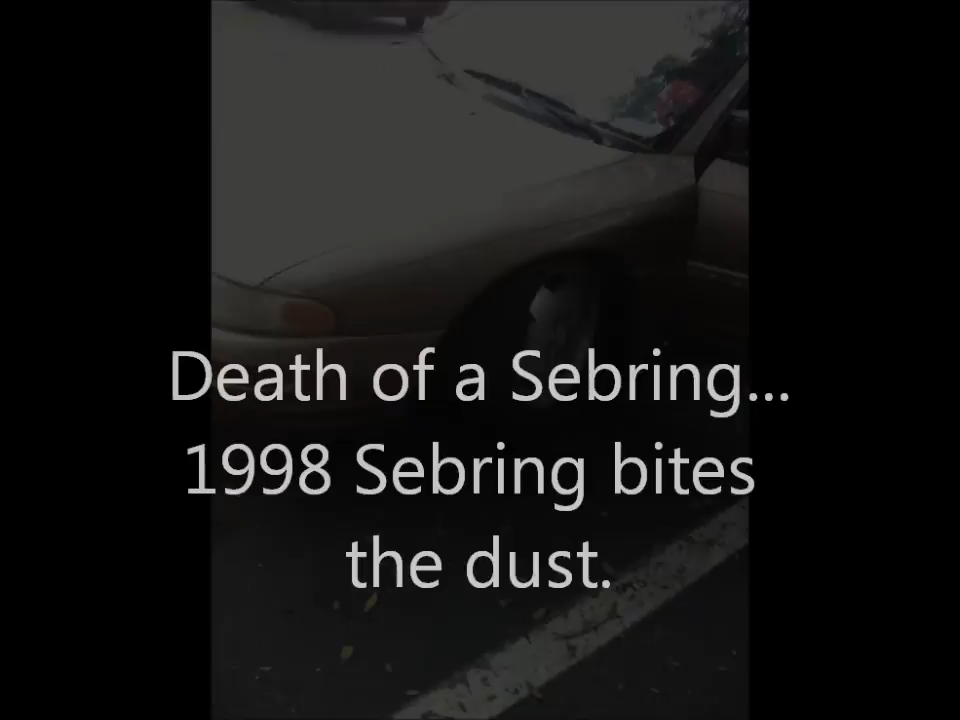 Death of a Sebring...
1998 Sebring bites
the dust.